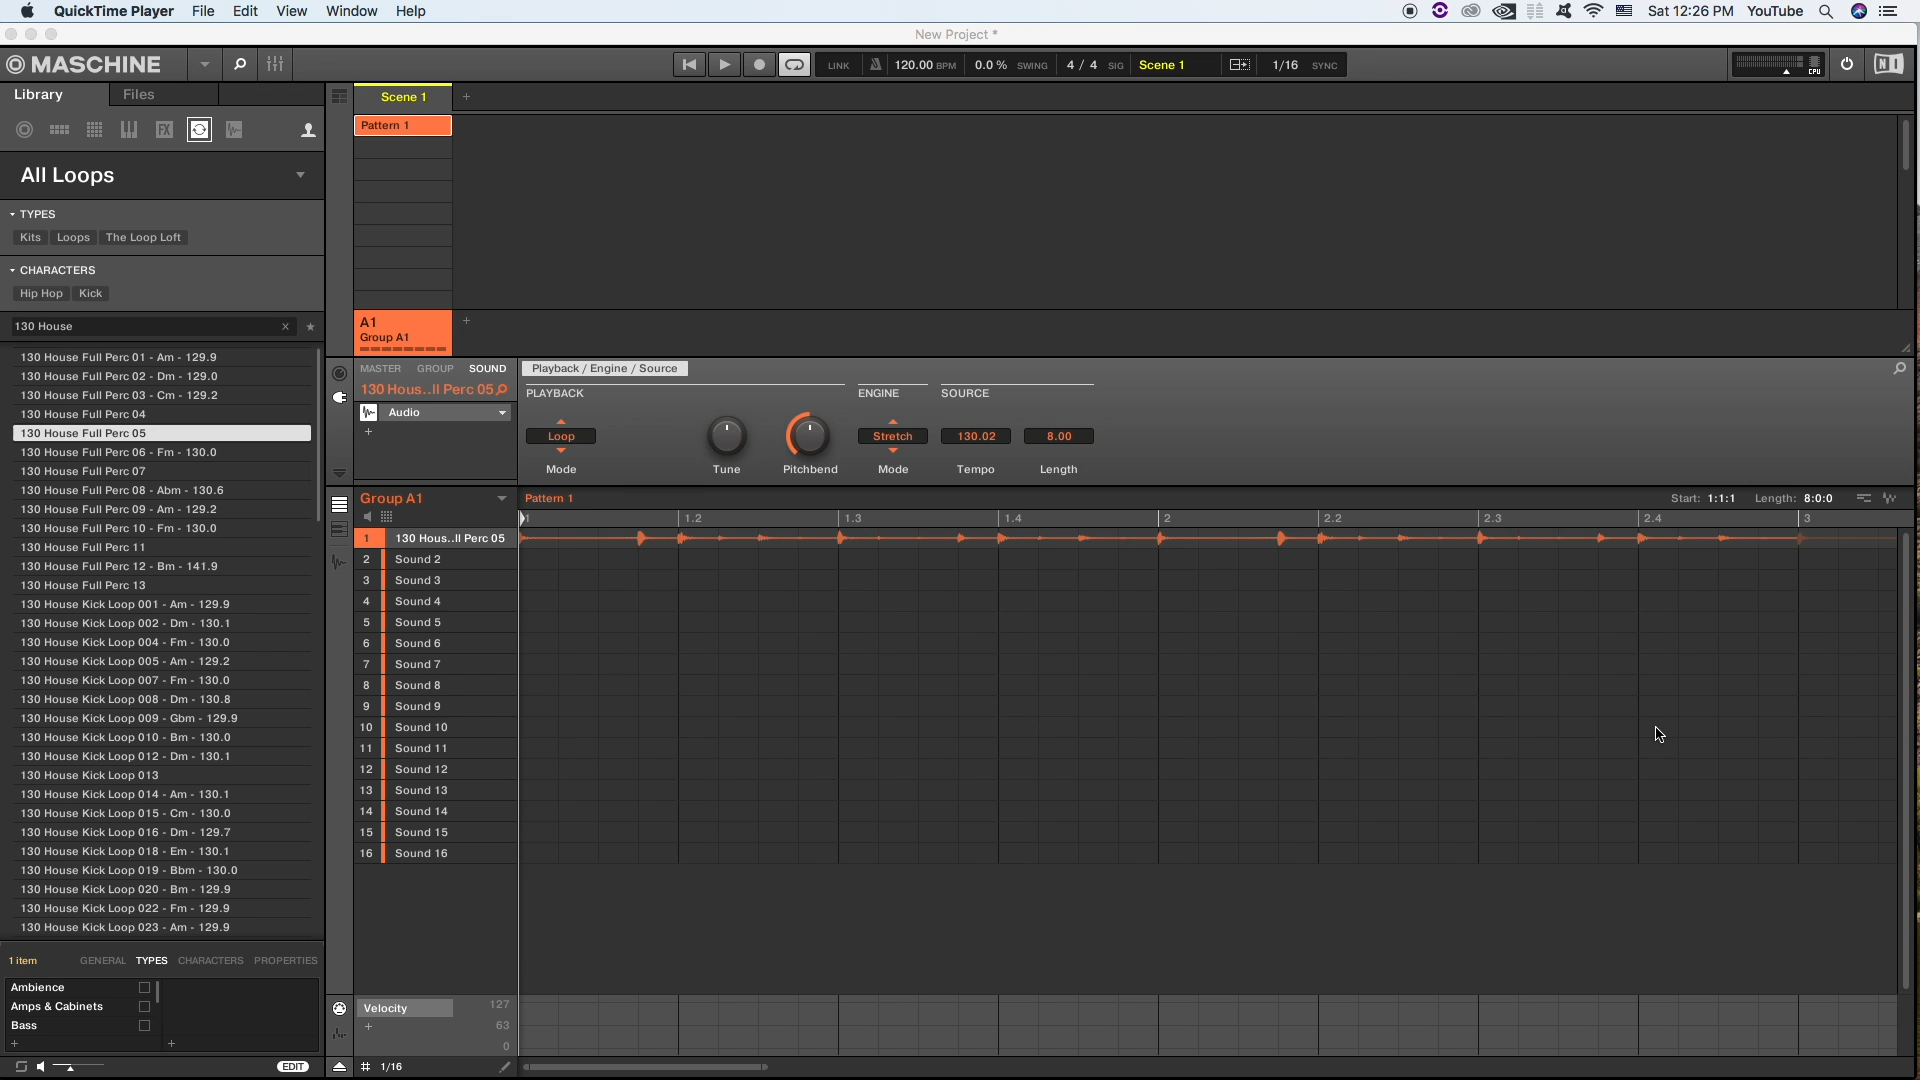 QuickTime Player File Edit View Window Help
Sat 12:26 PM YouTube
New Project *
MASCHINE
LINK 120.00 BPM 0.0 % SWING 4 / 4 SIG Scene 1 1/16 SYNC
CPU
Library Files
Scene 1 +
FX
Pattern 1
All Loops
TYPES
Kits Loops The Loop Loft
CHARACTERS
Hip Hop Kick
130 House
A1 +
Group A1
130 House Full Perc 01 - Am - 129.9
130 House Full Perc 02 - Dm - 129.0
130 House Full Perc 03 - Cm - 129.2
130 House Full Perc 04
130 House Full Perc 05
130 House Full Perc 06 - Fm - 130.0
130 House Full Perc 07
130 House Full Perc 08 - Abm - 130.6
130 House Full Perc 09 - Am - 129.2
130 House Full Perc 10 - Fm - 130.0
130 House Full Perc 11
130 House Full Perc 12 - Bm - 141.9
130 House Full Perc 13
130 House Kick Loop 001 - Am - 129.9
130 House Kick Loop 002 - Dm - 130.1
130 House Kick Loop 004 - Fm - 130.0
130 House Kick Loop 005 - Am - 129.2
130 House Kick Loop 007 - Fm - 130.0
130 House Kick Loop 008 - Dm - 130.8
130 House Kick Loop 009 - Gbm - 129.9
130 House Kick Loop 010 - Bm - 130.0
130 House Kick Loop 012 - Dm - 130.1
130 House Kick Loop 013
130 House Kick Loop 014 - Am - 130.1
130 House Kick Loop 015 - Cm - 130.0
130 House Kick Loop 016 - Dm - 129.7
130 House Kick Loop 018 - Em - 130.1
130 House Kick Loop 019 - Bbm - 130.0
130 House Kick Loop 020 - Bm - 129.9
130 House Kick Loop 022 - Fm - 129.9
130 House Kick Loop 023 - Am - 129.9
1 item GENERAL TYPES CHARACTERS PROPERTIES
Ambience
Amps & Cabinets
Bass
+ +
EDIT
MASTER GROUP SOUND
130 Hous..ll Perc 05
Audio
+
Playback / Engine / Source
PLAYBACK ENGINE SOURCE
Loop Stretch 130.02 8.00
Mode Tune Pitchbend Mode Tempo Length
Group A1
Pattern 1 Start: 1:1:1 Length: 8:0:0
1 1.2 1.3 1.4 2 2.2 2.3 2.4 3
1 130 Hous..ll Perc 05
2 Sound 2
3 Sound 3
4 Sound 4
5 Sound 5
6 Sound 6
7 Sound 7
8 Sound 8
9 Sound 9
10 Sound 10
11 Sound 11
12 Sound 12
13 Sound 13
14 Sound 14
15 Sound 15
16 Sound 16
Velocity 127
+ 63
0
1/16